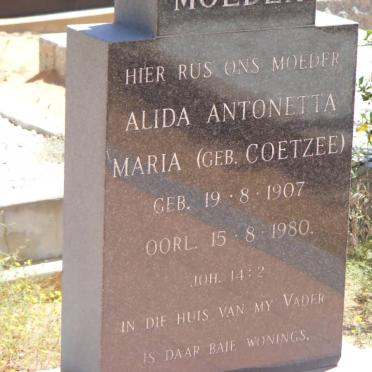 MOEDER
HIER RUS ONS MOEDER
ALIDA ANTONETTA
MARIA (GEB. COETZEE)
GEB. 19·8·1907
OORL. 15·8·1980.
JOH. 14:2
IN DIE HUIS VAN MY VADER
IS DAAR BAIE WONINGS.